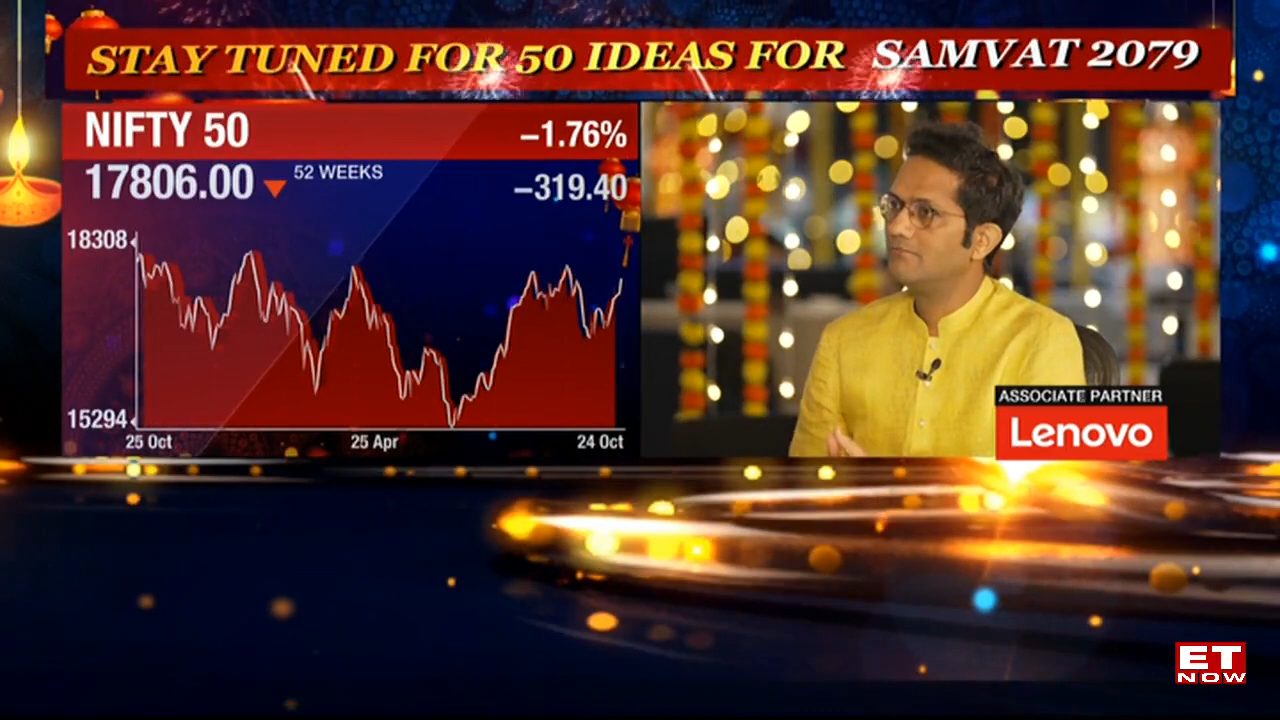 STAY TUNED FOR 50 IDEAS FOR SAMVAT 2079
NIFTY 50 −1.76%
17806.00 52 WEEKS −319.40
18308
15294
25 Oct 25 Apr 24 Oct
ASSOCIATE PARTNER
Lenovo
ET
NOW